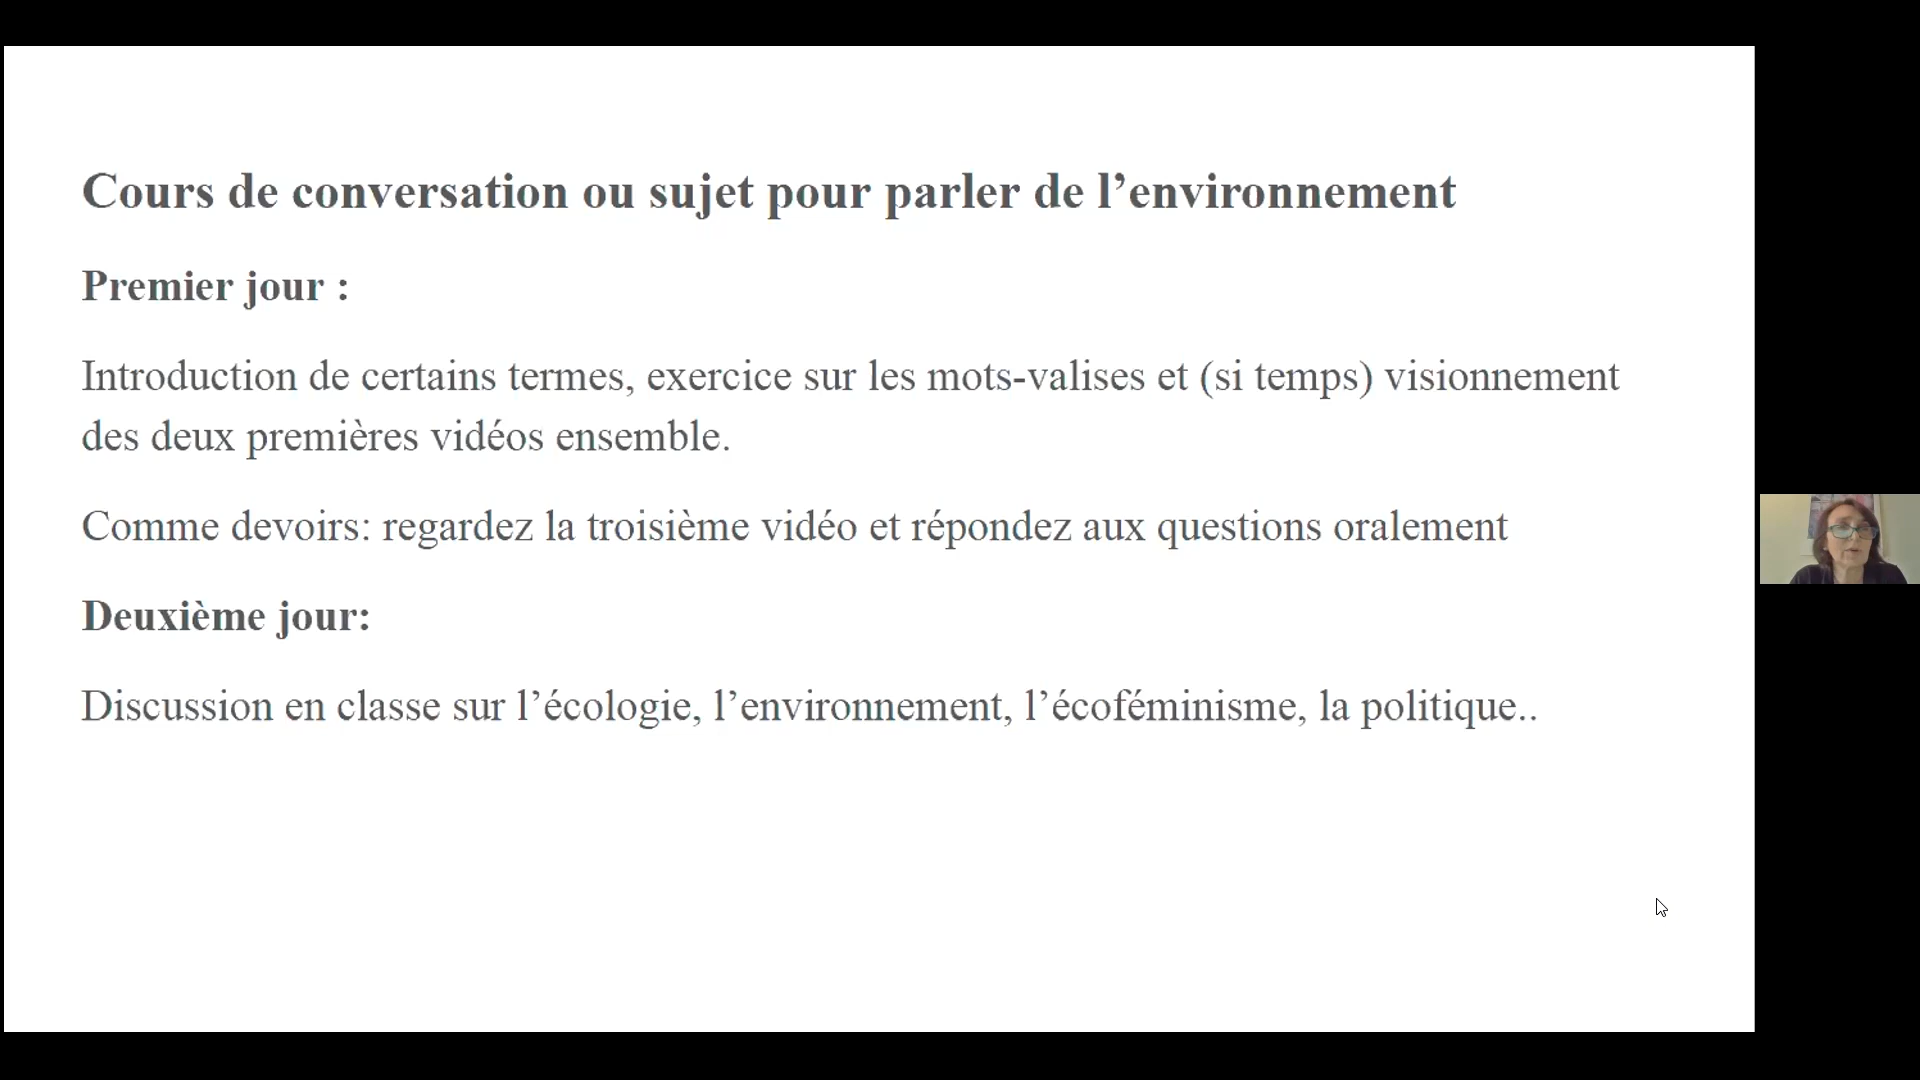 Cours de conversation ou sujet pour parler de l’environnement
Premier jour :
Introduction de certains termes, exercice sur les mots-valises et (si temps) visionnement
des deux premières vidéos ensemble.
Comme devoirs: regardez la troisième vidéo et répondez aux questions oralement
Deuxième jour:
Discussion en classe sur l’écologie, l’environnement, l’écoféminisme, la politique..